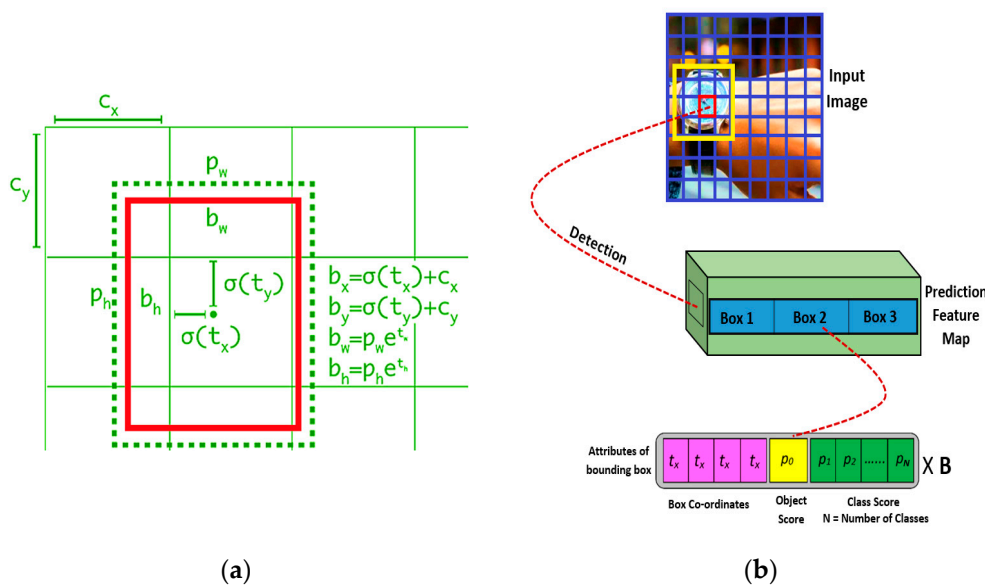 c_x
c_y
p_w
b_w
p_h
b_h
σ(t_y)
σ(t_x)
b_x=σ(t_x)+c_x
b_y=σ(t_y)+c_y
b_w=p_w e^{t_w}
b_h=p_h e^{t_h}
(a)
Input
Image
Detection
Box 1 Box 2 Box 3
Prediction
Feature
Map
Attributes of
bounding box
t_x t_x t_x t_x p_0 p_1 p_2 ...... p_N X B
Box Co-ordinates
Object
Score
Class Score
N = Number of Classes
(b)